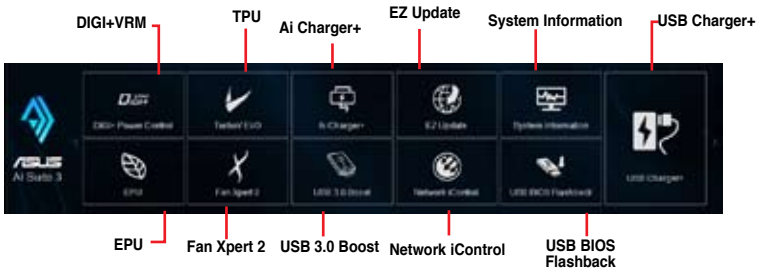 DIGI+VRM
TPU
Ai Charger+
EZ Update
System Information
USB Charger+
DIGI+
DIGI+ Power Control
TurboV EVO
Ai Charger+
EZ Update
System Information
ASUS
AI Suite 3
EPU
Fan Xpert 2
USB 3.0 Boost
Network iControl
USB BIOS Flashback
USB Charger+
EPU
Fan Xpert 2
USB 3.0 Boost
Network iControl
USB BIOS
Flashback